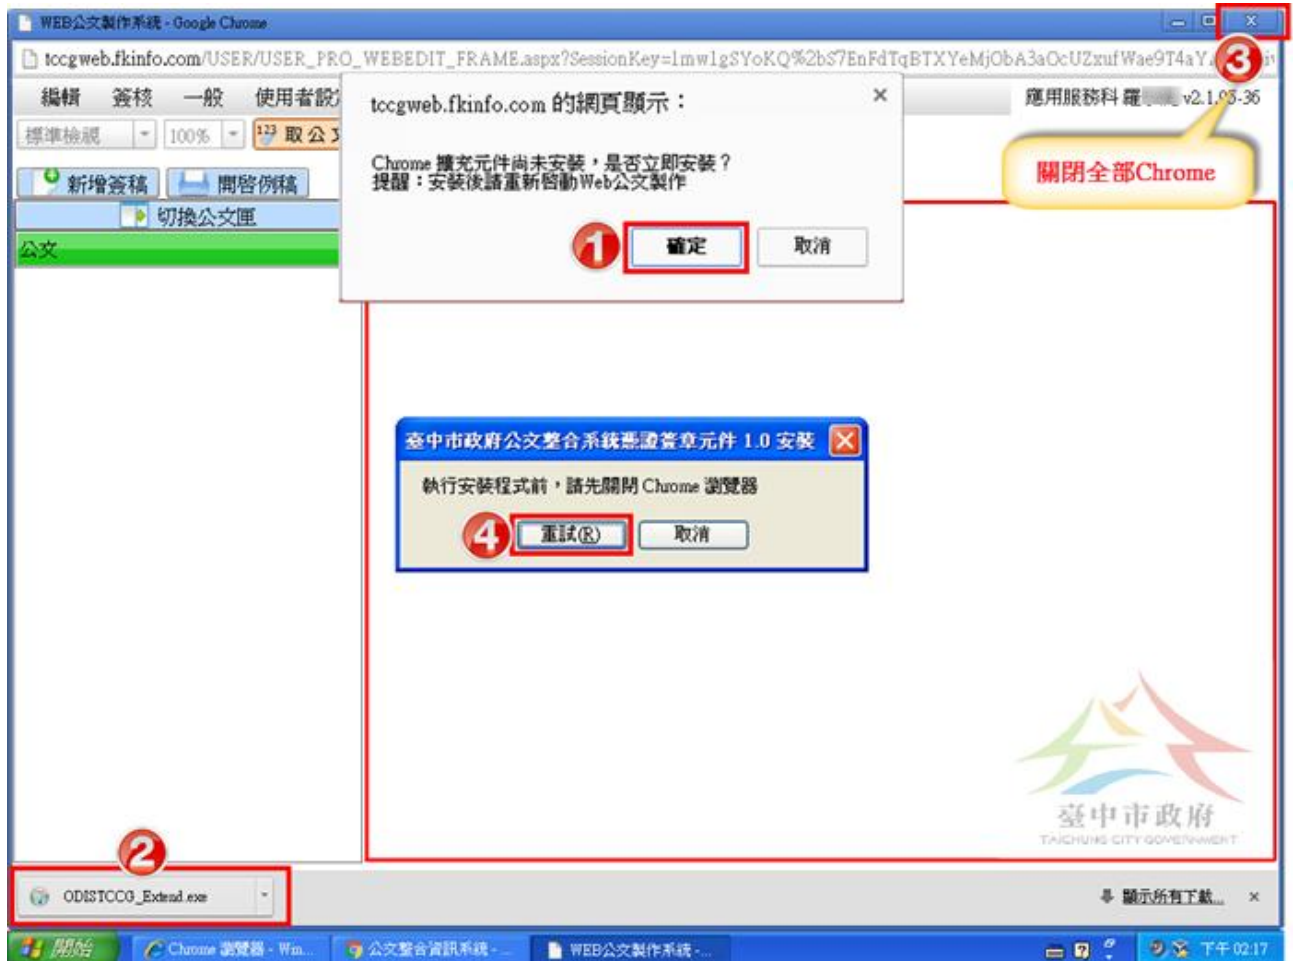 WEB公文製作系統 - Google Chrome
tccgweb.fkinfo.com/USER/USER_PRO_WEBEDIT_FRAME.aspx?SessionKey=
3
編輯 簽核 一般 使用者設
應用服務科 羅 v2.1.
標準檢視 100% 123 取公文
新增簽稿 開啓例稿
切換公文匣
公文
tccgweb.fkinfo.com 的網頁顯示：
Chrome 擴充元件尚未安裝，是否立即安裝？
提醒：安裝後請重新啓動Web公文製作
1 確定 取消
關閉全部Chrome
臺中市政府公文整合系統憑證簽章元件 1.0 安裝
執行安裝程式前，請先關閉 Chrome 瀏覽器
4 重試(R) 取消
臺中市政府
TAICHUNG CITY GOVERNMENT
2
ODISTCCG_Extend.exe
顯示所有下載...
開始 Chrome 瀏覽器 - Win... 公文整合資訊系統 - ... WEB公文製作系統 -... 下午 02:17